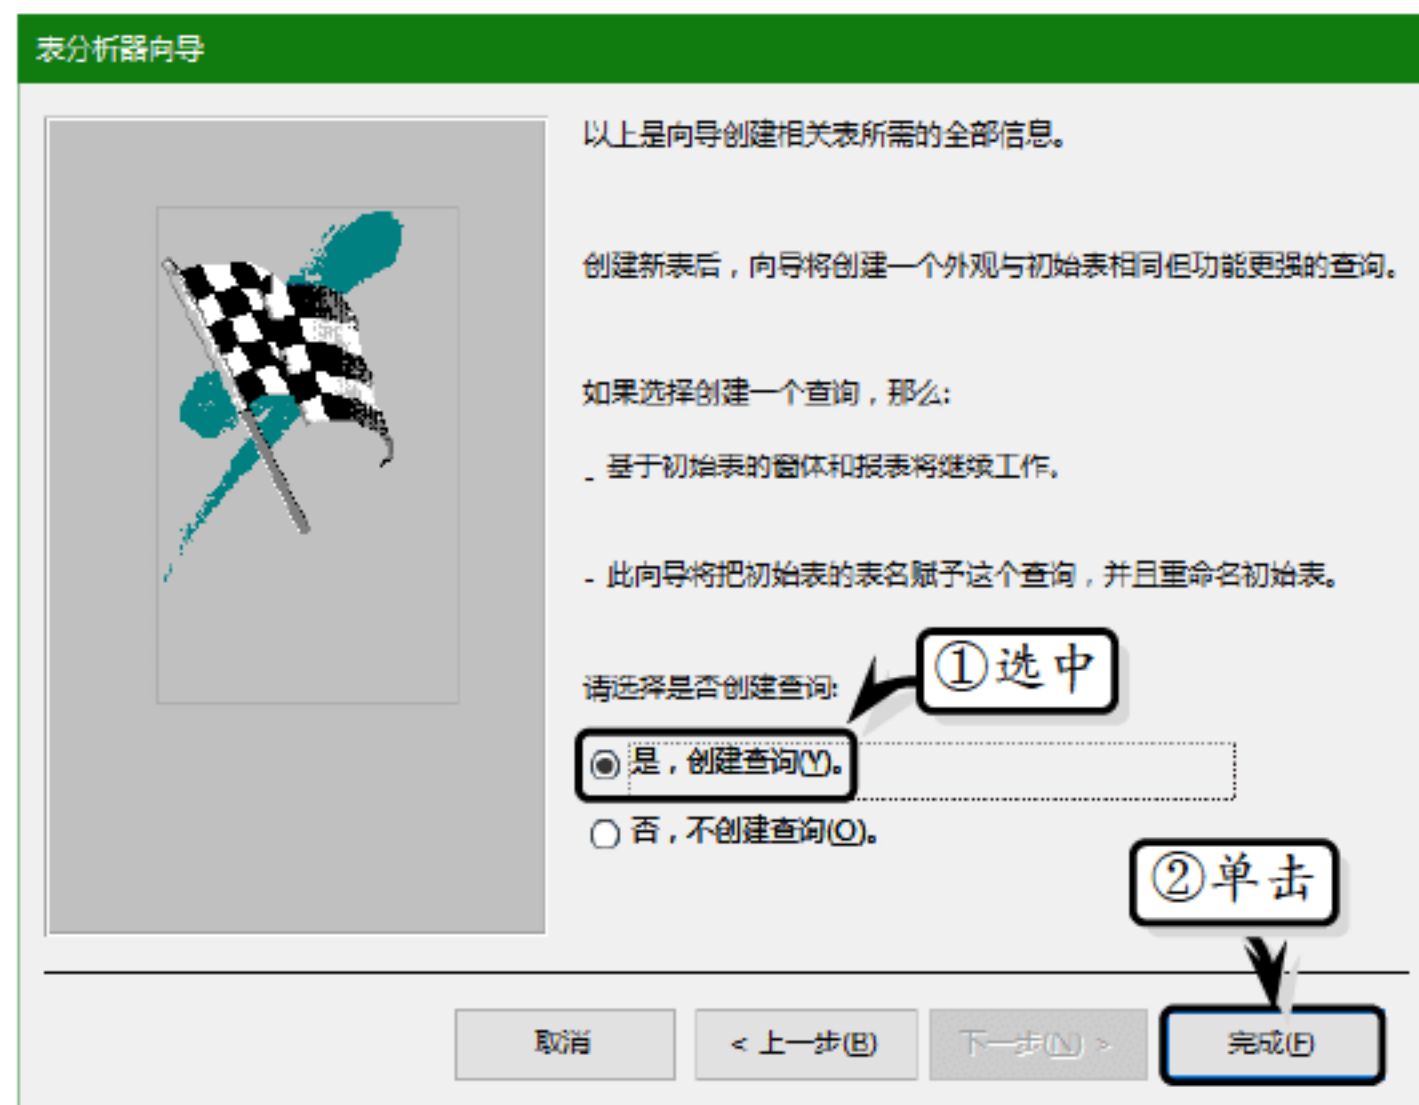 表分析器向导
以上是向导创建相关表所需的全部信息。
创建新表后，向导将创建一个外观与初始表相同但功能更强的查询。
如果选择创建一个查询，那么:
- 基于初始表的窗体和报表将继续工作。
- 此向导将把初始表的表名赋予这个查询，并且重命名初始表。
①选中
请选择是否创建查询:
是，创建查询(Y)。
否，不创建查询(O)。
②单击
取消
< 上一步(B)
下一步(N) >
完成(F)